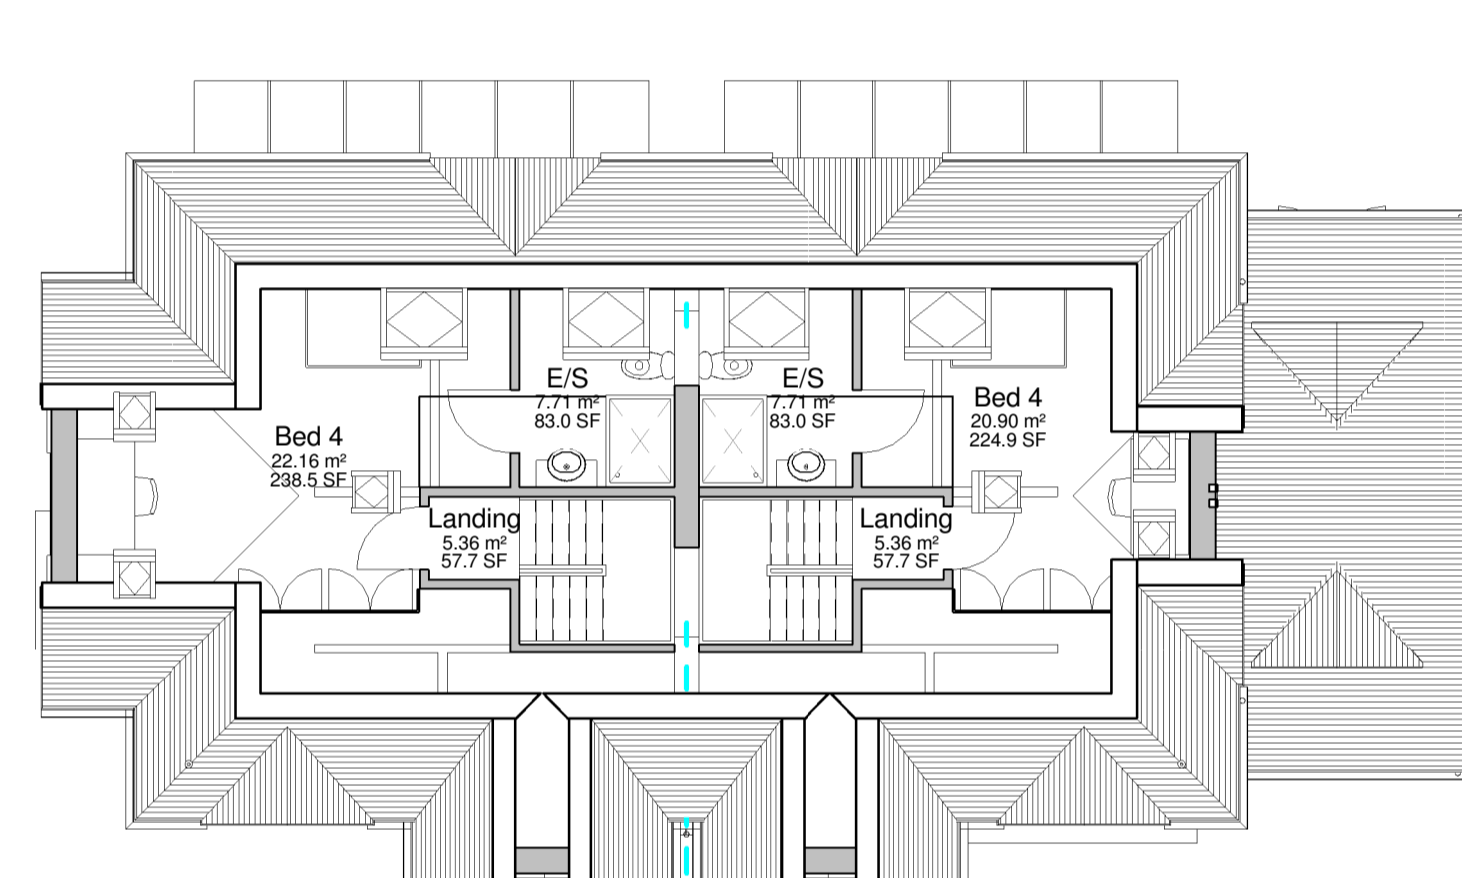 E/S
7.71 m²
83.0 SF
E/S
7.71 m²
83.0 SF
Bed 4
20.90 m²
224.9 SF
Bed 4
22.16 m²
238.5 SF
Landing
5.36 m²
57.7 SF
Landing
5.36 m²
57.7 SF